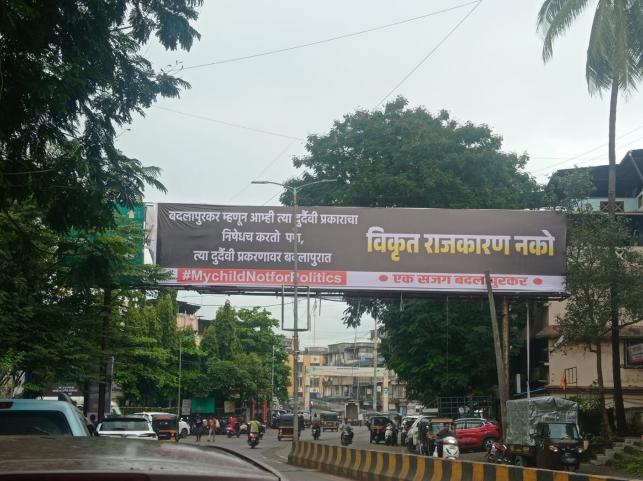 बदलापुरकर म्हणून आम्ही त्या दुर्दैवी प्रकाराचा
निषेधच करतो पण,
त्या दुर्दैवी प्रकरणावर बदलापुरात
विकृत राजकारण नको
#MychildNotforPolitics
एक सजग बदलापुरकर